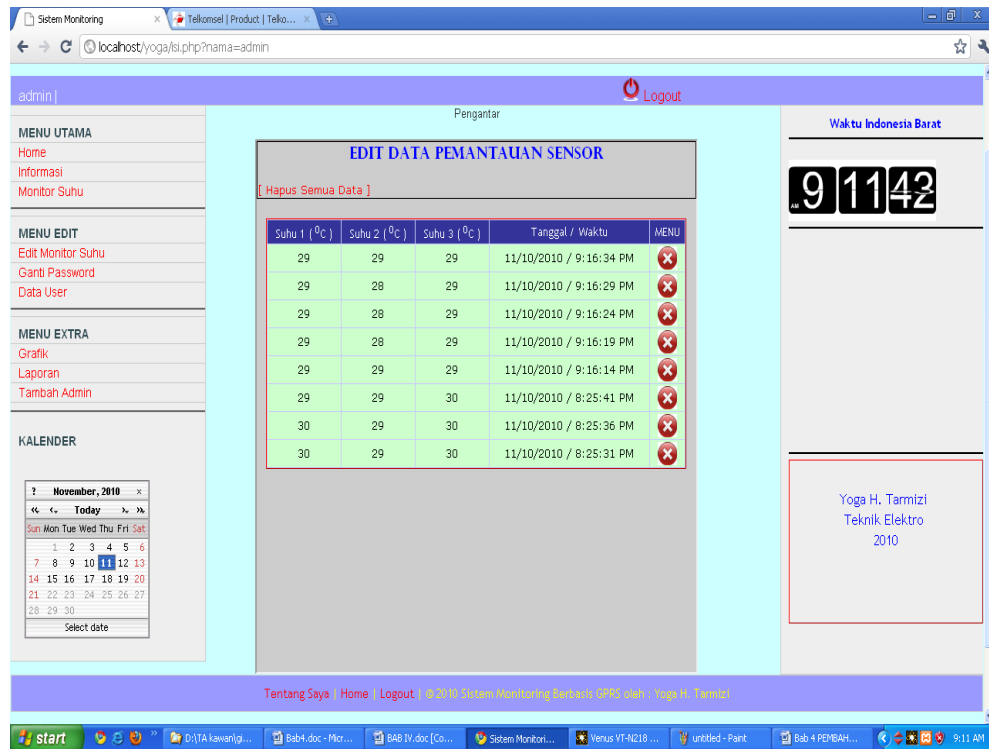 Sistem Monitoring
Telkomsel | Product | Telko...
localhost/yoga/isi.php?nama=admin
admin |
Logout
Pengantar
MENU UTAMA
Home
Informasi
Monitor Suhu
MENU EDIT
Edit Monitor Suhu
Ganti Password
Data User
MENU EXTRA
Grafik
Laporan
Tambah Admin
KALENDER
? November, 2010 ×
« ‹ Today › »
Sun Mon Tue Wed Thu Fri Sat
1 2 3 4 5 6
7 8 9 10 11 12 13
14 15 16 17 18 19 20
21 22 23 24 25 26 27
28 29 30
Select date
EDIT DATA PEMANTAUAN SENSOR
[ Hapus Semua Data ]
Suhu 1 ( ⁰C ) Suhu 2 ( ⁰C ) Suhu 3 ( ⁰C ) Tanggal / Waktu MENU
29 29 29 11/10/2010 / 9:16:34 PM
29 28 29 11/10/2010 / 9:16:29 PM
29 28 29 11/10/2010 / 9:16:24 PM
29 28 29 11/10/2010 / 9:16:19 PM
29 29 29 11/10/2010 / 9:16:14 PM
29 29 30 11/10/2010 / 8:25:41 PM
30 29 30 11/10/2010 / 8:25:36 PM
30 29 30 11/10/2010 / 8:25:31 PM
Waktu Indonesia Barat
AM 9 11 42
Yoga H. Tarmizi
Teknik Elektro
2010
Tentang Saya | Home | Logout | © 2010 Sistem Monitoring Berbasis GPRS oleh : Yoga H. Tarmizi
start
D:\TA kawan\gi...
Bab4.doc - Micr...
BAB IV.doc [Co...
Sistem Monitori...
Venus VT-N218 ...
untitled - Paint
Bab 4 PEMBAH...
9:11 AM